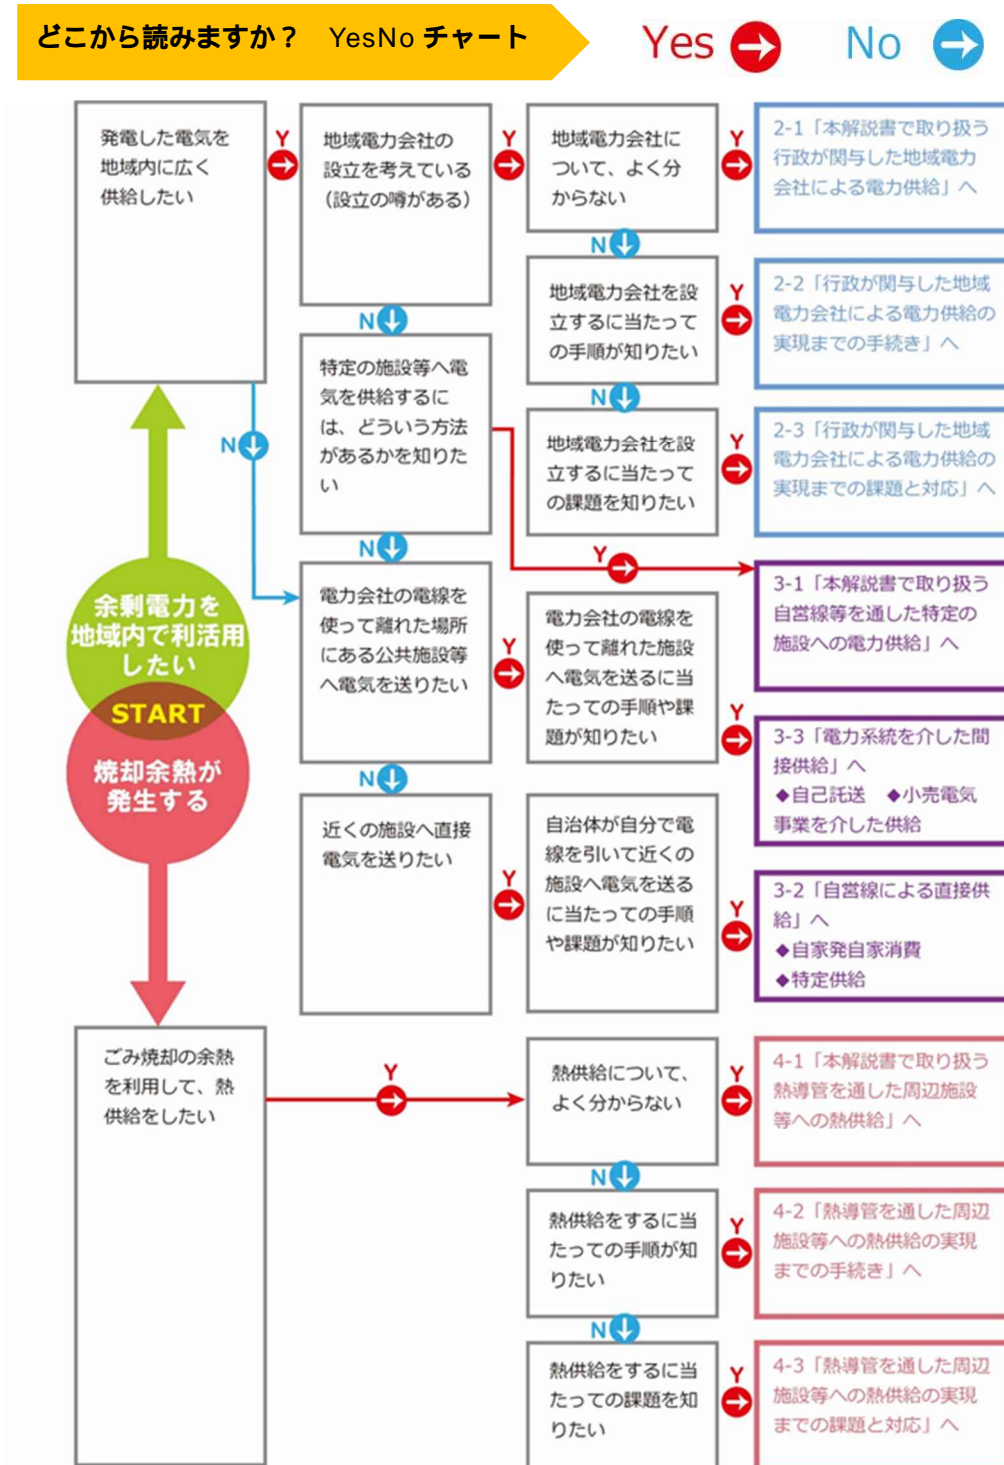 どこから読みますか？　YesNo チャート
Yes
No
発電した電気を
地域内に広く
供給したい
Y
地域電力会社の
設立を考えている
（設立の噂がある）
Y
地域電力会社に
ついて、よく分
からない
Y
2-1「本解説書で取り扱う
行政が関与した地域電力
会社による電力供給」へ
N
地域電力会社を設
立するに当たって
の手順が知りたい
Y
2-2「行政が関与した地域
電力会社による電力供給の
実現までの手続き」へ
N
特定の施設等へ電
気を供給するに
は、どういう方法
があるかを知りた
い
N
地域電力会社を設
立するに当たって
の課題を知りたい
Y
2-3「行政が関与した地域
電力会社による電力供給の
実現までの課題と対応」へ
N
Y
3-1「本解説書で取り扱う
自営線等を通した特定の
施設への電力供給」へ
N
電力会社の電線を
使って離れた場所
にある公共施設等
へ電気を送りたい
Y
電力会社の電線を
使って離れた施設
へ電気を送るに当
たっての手順や課
題が知りたい
Y
3-3「電力系統を介した間
接供給」へ
◆自己託送　◆小売電気
事業を介した供給
余剰電力を
地域内で利活用
したい
START
焼却余熱が
発生する
N
近くの施設へ直接
電気を送りたい
Y
自治体が自分で電
線を引いて近くの
施設へ電気を送る
に当たっての手順
や課題が知りたい
Y
3-2「自営線による直接供
給」へ
◆自家発自家消費
◆特定供給
ごみ焼却の余熱
を利用して、熱
供給をしたい
Y
熱供給について、
よく分からない
Y
4-1「本解説書で取り扱う
熱導管を通した周辺施設
等への熱供給」へ
N
熱供給をするに当
たっての手順が知
りたい
Y
4-2「熱導管を通した周辺
施設等への熱供給の実現
までの手続き」へ
N
熱供給をするに当
たっての課題を知
りたい
Y
4-3「熱導管を通した周辺
施設等への熱供給の実現
までの課題と対応」へ